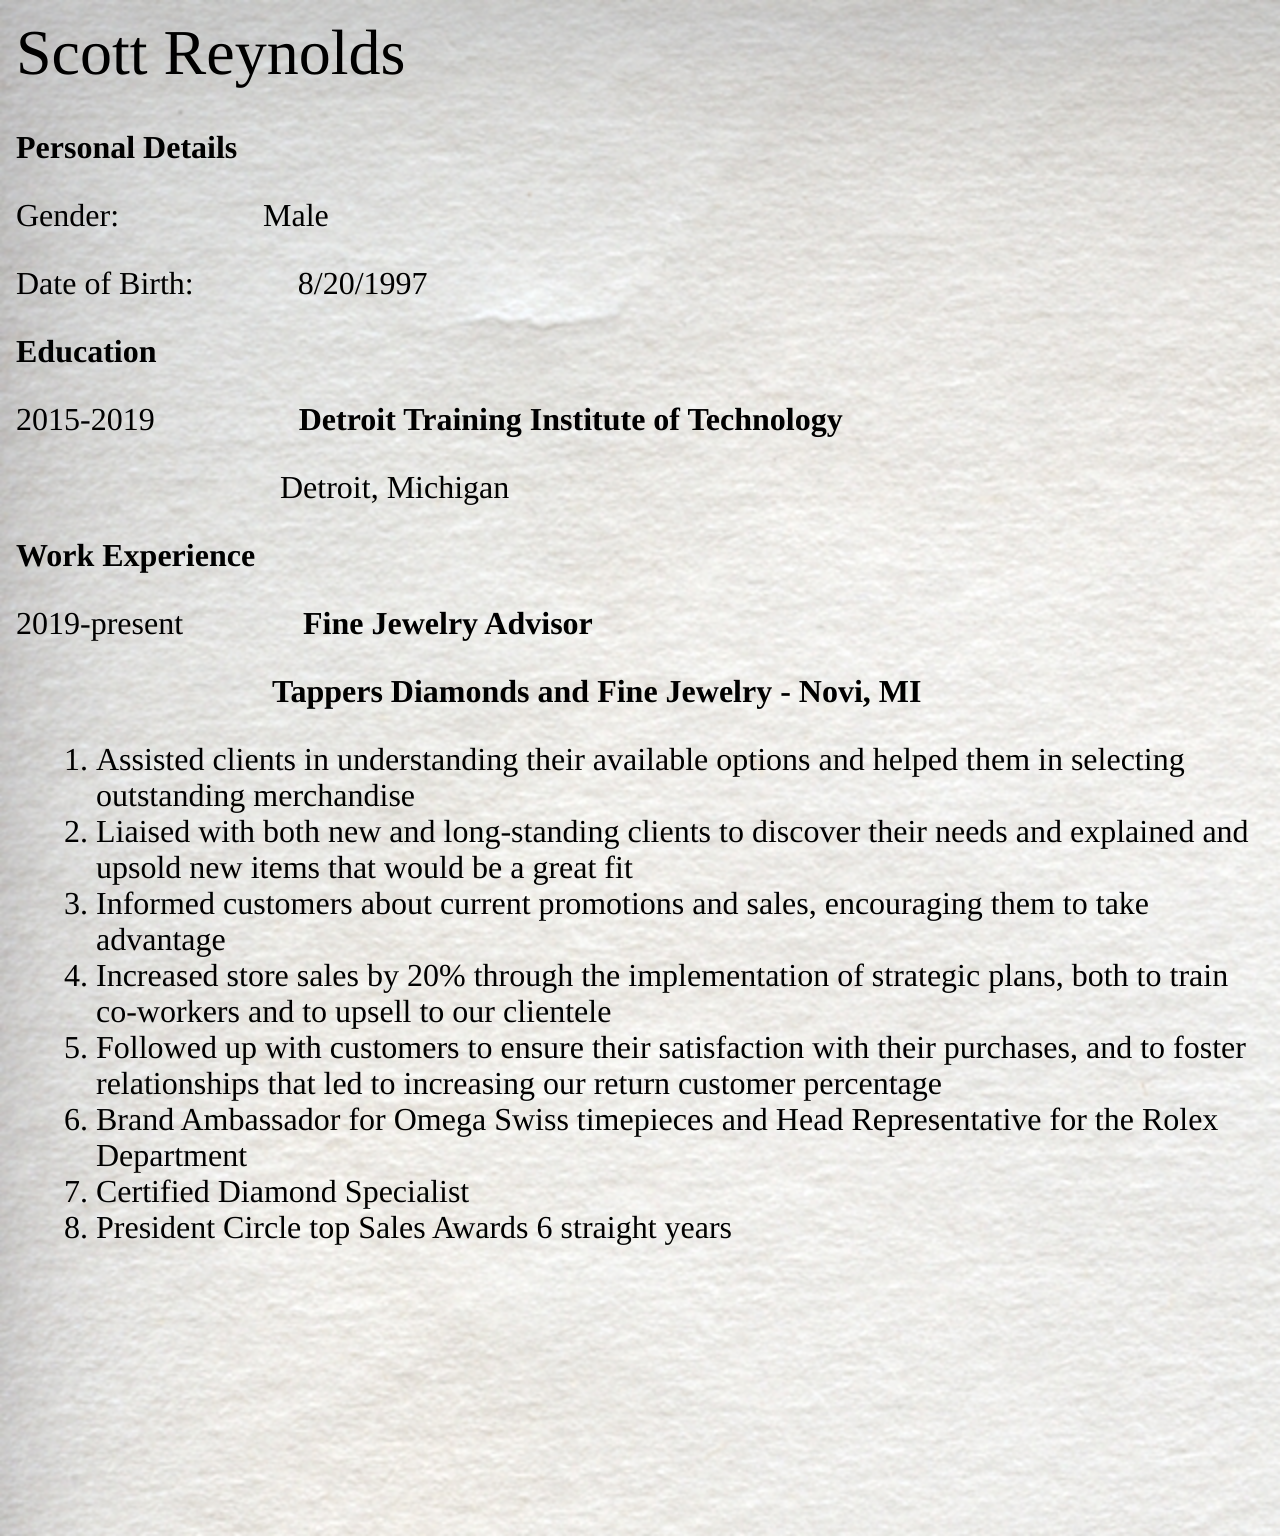 Scott Reynolds
Personal Details
Gender: Male
Date of Birth: 8/20/1997
Education
2015-2019 Detroit Training Institute of Technology
Detroit, Michigan
Work Experience
2019-present Fine Jewelry Advisor
Tappers Diamonds and Fine Jewelry - Novi, MI
1. Assisted clients in understanding their available options and helped them in selecting
outstanding merchandise
2. Liaised with both new and long-standing clients to discover their needs and explained and
upsold new items that would be a great fit
3. Informed customers about current promotions and sales, encouraging them to take
advantage
4. Increased store sales by 20% through the implementation of strategic plans, both to train
co-workers and to upsell to our clientele
5. Followed up with customers to ensure their satisfaction with their purchases, and to foster
relationships that led to increasing our return customer percentage
6. Brand Ambassador for Omega Swiss timepieces and Head Representative for the Rolex
Department
7. Certified Diamond Specialist
8. President Circle top Sales Awards 6 straight years